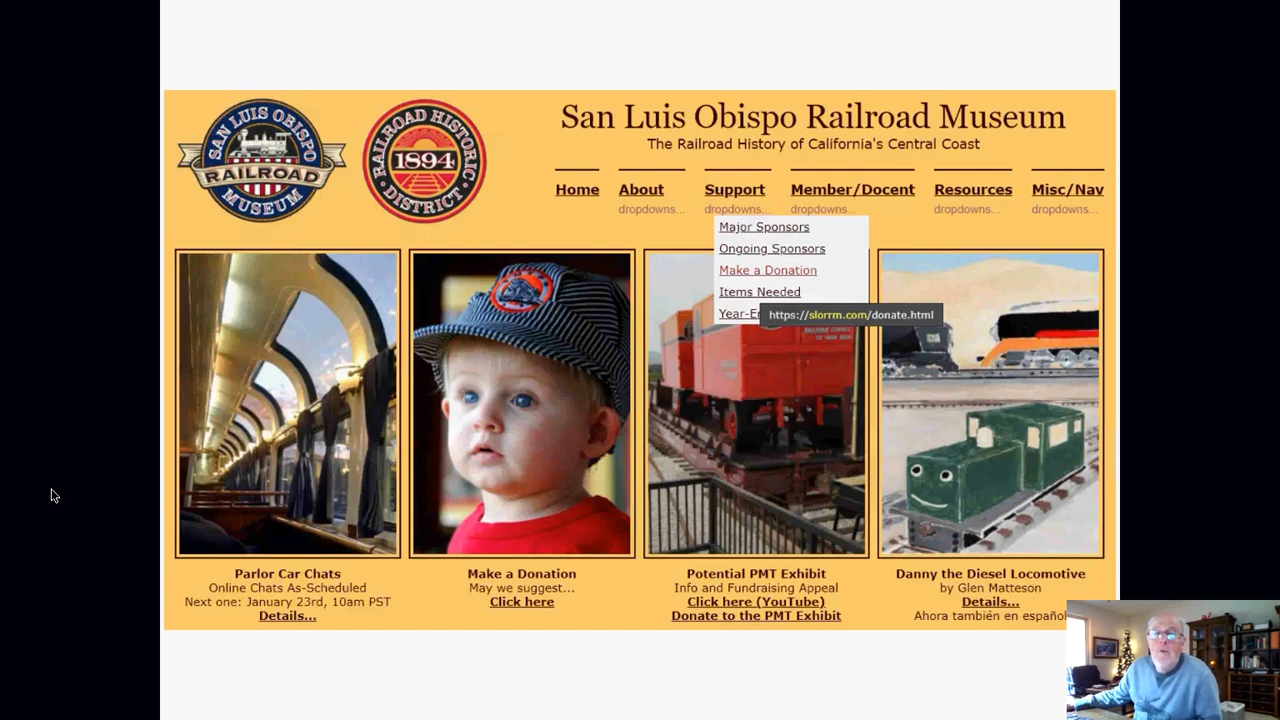 SAN LUIS OBISPO
RAILROAD
MUSEUM
RAILROAD HISTORIC
1894
DISTRICT
San Luis Obispo Railroad Museum
The Railroad History of California's Central Coast
Home About Support Member/Docent Resources Misc/Nav
dropdowns... dropdowns... dropdowns... dropdowns... dropdowns...
Major Sponsors
Ongoing Sponsors
Make a Donation
Items Needed
https://slorrm.com/donate.html
Parlor Car Chats
Online Chats As-Scheduled
Next one: January 23rd, 10am PST
Details...
Make a Donation
May we suggest...
Click here
Potential PMT Exhibit
Info and Fundraising Appeal
Click here (YouTube)
Donate to the PMT Exhibit
Danny the Diesel Locomotive
by Glen Matteson
Details...
Ahora también en español